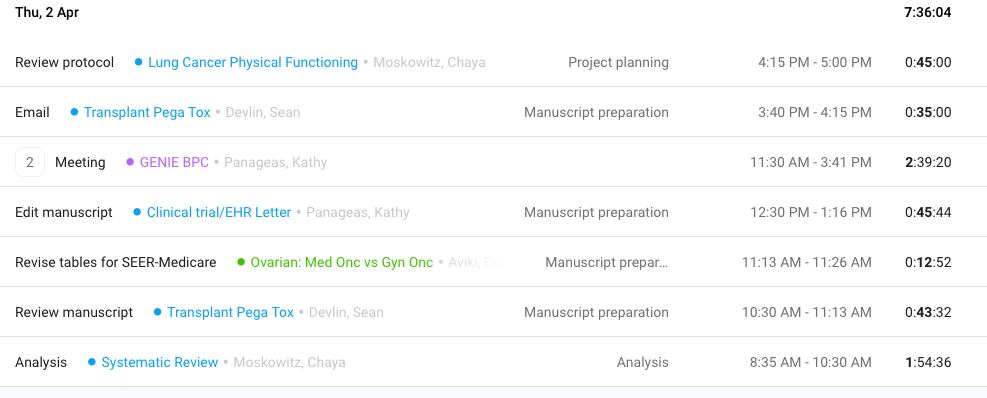 Thu, 2 Apr 7:36:04
Review protocol • Lung Cancer Physical Functioning • Moskowitz, Chaya Project planning 4:15 PM - 5:00 PM 0:45:00
Email • Transplant Pega Tox • Devlin, Sean Manuscript preparation 3:40 PM - 4:15 PM 0:35:00
2 Meeting • GENIE BPC • Panageas, Kathy 11:30 AM - 3:41 PM 2:39:20
Edit manuscript • Clinical trial/EHR Letter • Panageas, Kathy Manuscript preparation 12:30 PM - 1:16 PM 0:45:44
Revise tables for SEER-Medicare • Ovarian: Med Onc vs Gyn Onc • Aviki, Manuscript prepar... 11:13 AM - 11:26 AM 0:12:52
Review manuscript • Transplant Pega Tox • Devlin, Sean Manuscript preparation 10:30 AM - 11:13 AM 0:43:32
Analysis • Systematic Review • Moskowitz, Chaya Analysis 8:35 AM - 10:30 AM 1:54:36